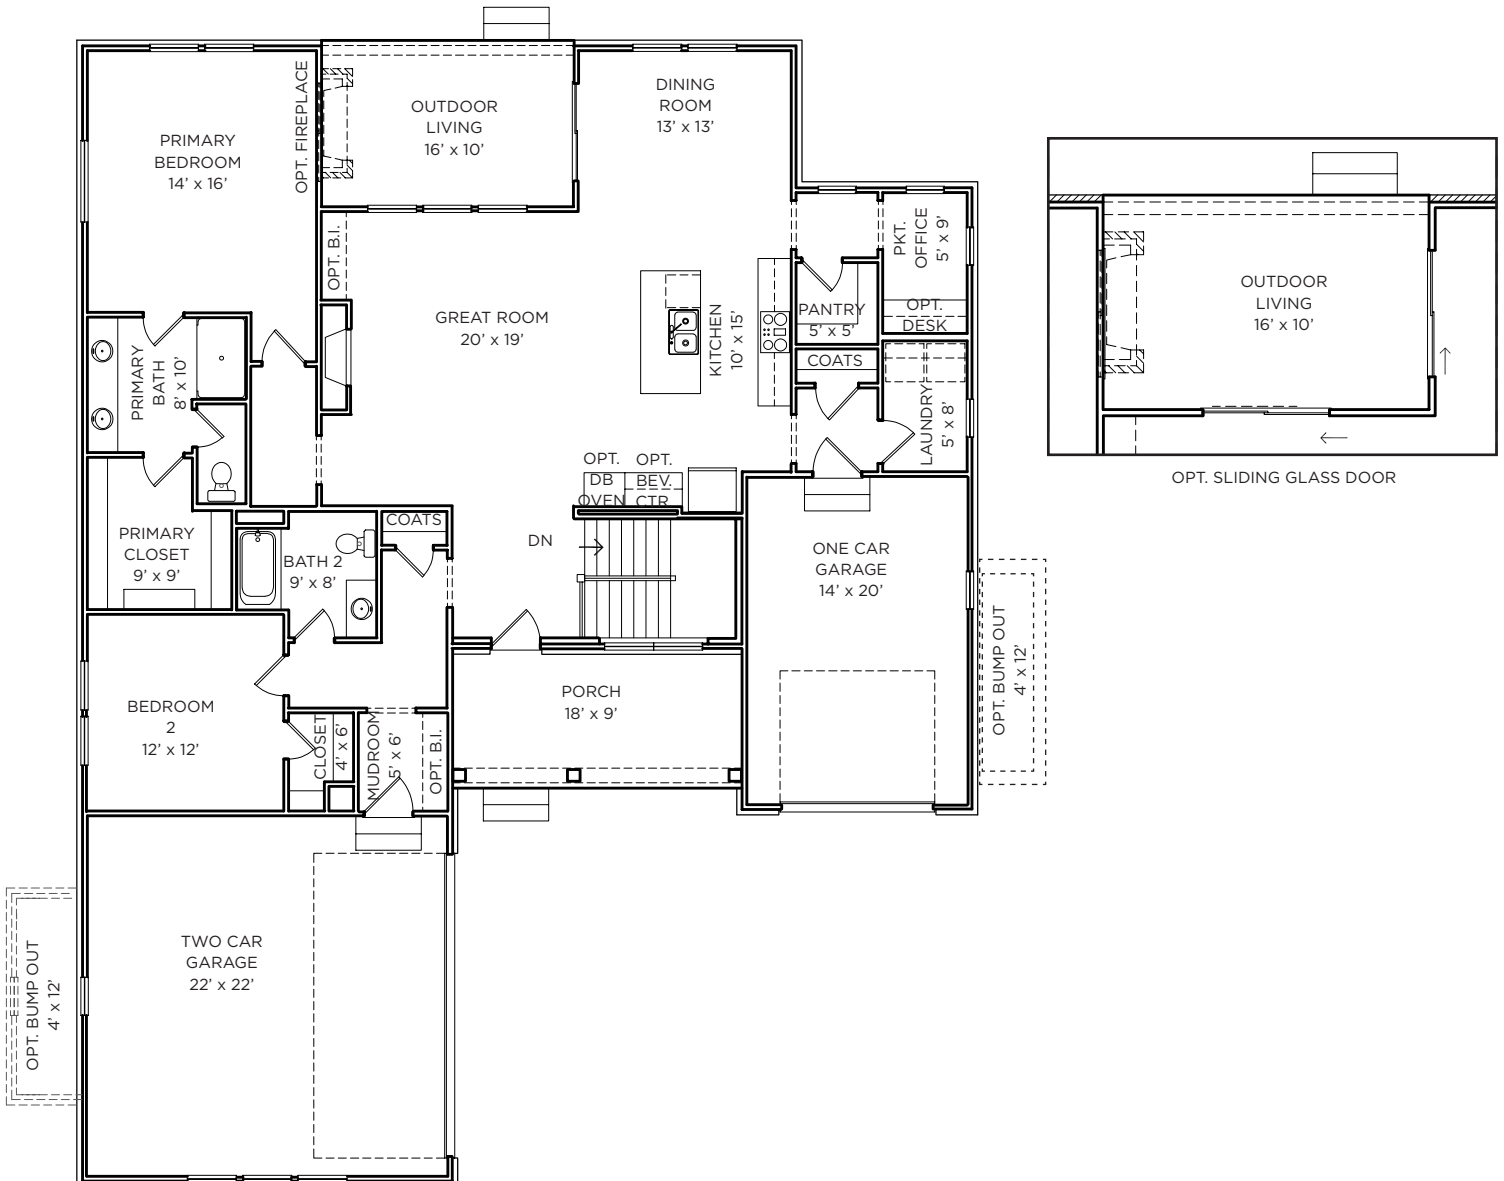 PRIMARY
BEDROOM
14' x 16'
OPT. FIREPLACE
OUTDOOR
LIVING
16' x 10'
DINING
ROOM
13' x 13'
OPT. B.I.
GREAT ROOM
20' x 19'
KITCHEN
10' x 15'
PKT.
OFFICE
5' x 9'
PANTRY
5' x 5'
OPT.
DESK
COATS
LAUNDRY
5' x 8'
PRIMARY
BATH
8' x 10'
OPT.
DB
OVEN
OPT.
BEV.
CTR
PRIMARY
CLOSET
9' x 9'
BATH 2
9' x 8'
COATS
DN
ONE CAR
GARAGE
14' x 20'
OPT. BUMP OUT
4' x 12'
BEDROOM
2
12' x 12'
CLOSET
4' x 6'
MUDROOM
5' x 6'
OPT. B.I.
PORCH
18' x 9'
TWO CAR
GARAGE
22' x 22'
OPT. BUMP OUT
4' x 12'
OUTDOOR
LIVING
16' x 10'
OPT. SLIDING GLASS DOOR